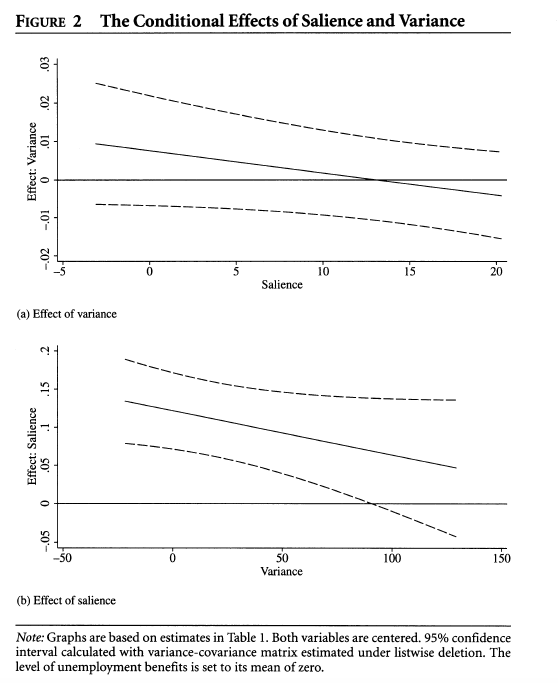 FIGURE 2 The Conditional Effects of Salience and Variance
.03
.02
.01
0
-.01
-.02
Effect: Variance
-5 0 5 10 15 20
Salience
(a) Effect of variance
.2
.15
.1
.05
0
-.05
Effect: Salience
-50 0 50 100 150
Variance
(b) Effect of salience
Note: Graphs are based on estimates in Table 1. Both variables are centered. 95% confidence
interval calculated with variance-covariance matrix estimated under listwise deletion. The
level of unemployment benefits is set to its mean of zero.